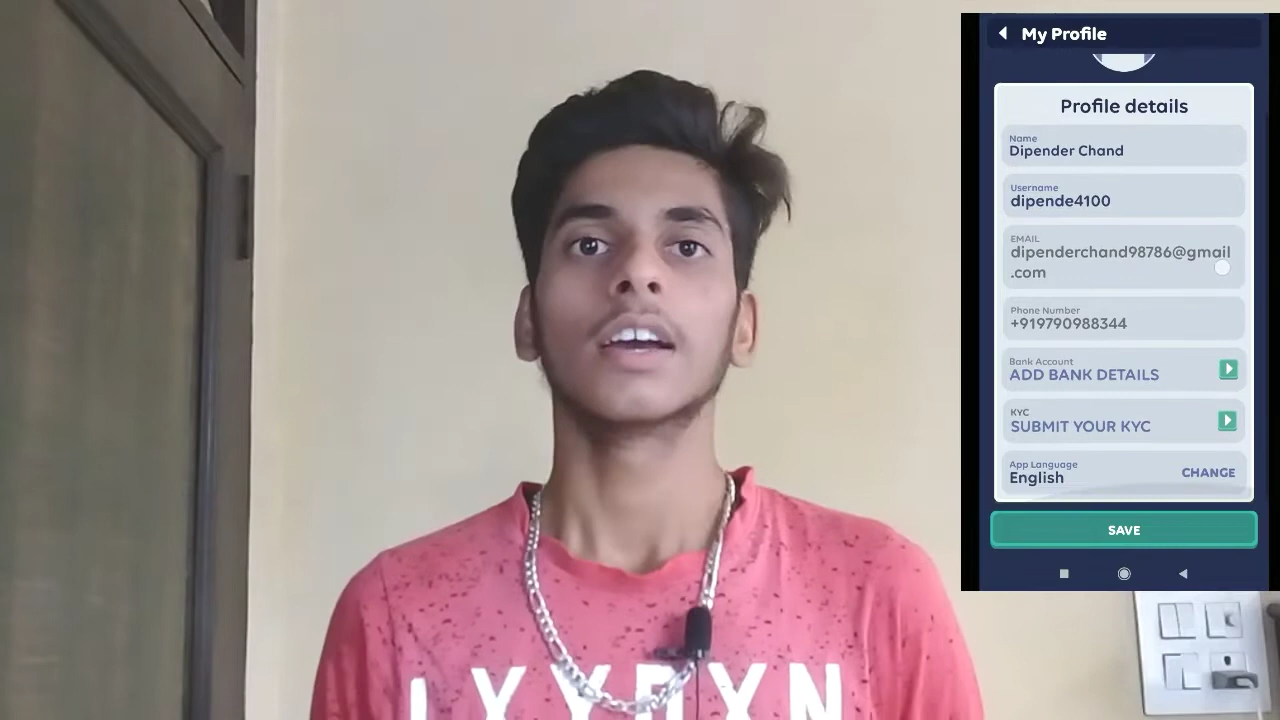 My Profile
Profile details
Name
Dipender Chand
Username
dipende4100
EMAIL
dipenderchand98786@gmail
.com
Phone Number
+919790988344
Bank Account
ADD BANK DETAILS
KYC
SUBMIT YOUR KYC
App Language
English
CHANGE
SAVE